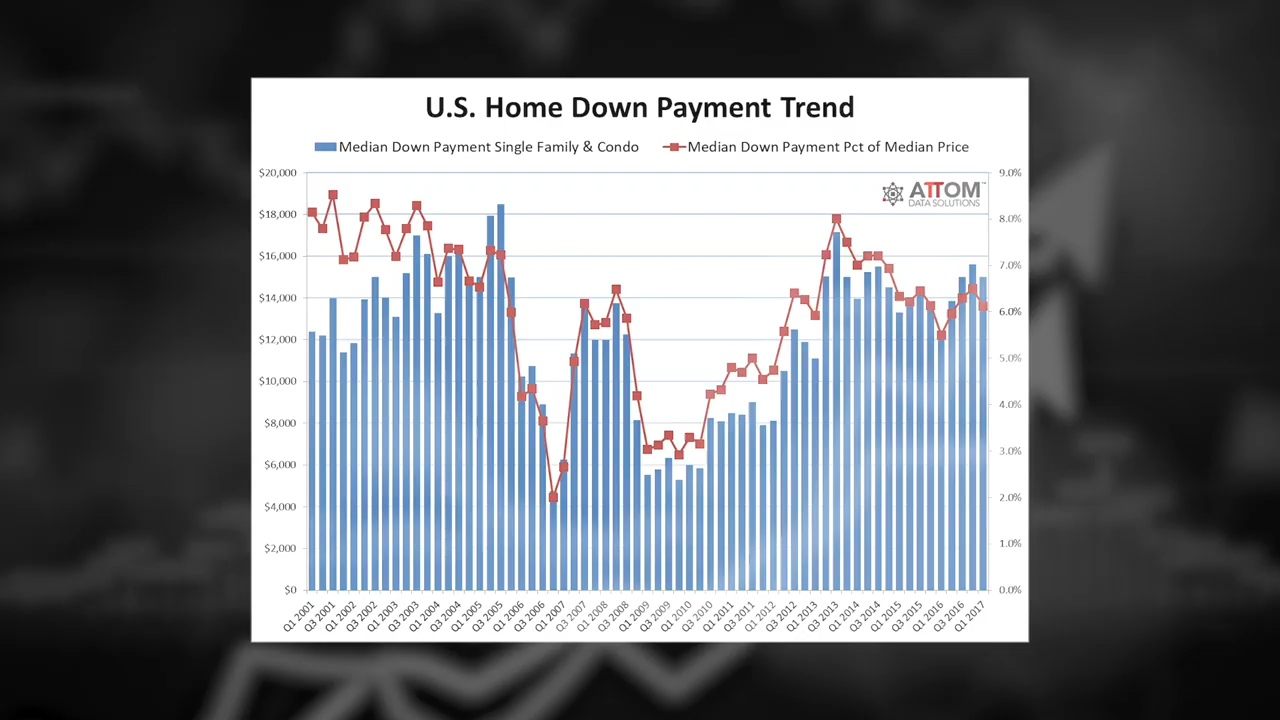 U.S. Home Down Payment Trend
Median Down Payment Single Family & Condo
Median Down Payment Pct of Median Price
ATTOM™
DATA SOLUTIONS
$20,000
$18,000
$16,000
$14,000
$12,000
$10,000
$8,000
$6,000
$4,000
$2,000
$0
9.0%
8.0%
7.0%
6.0%
5.0%
4.0%
3.0%
2.0%
1.0%
0.0%
Q1 2001
Q3 2001
Q1 2002
Q3 2002
Q1 2003
Q3 2003
Q1 2004
Q3 2004
Q1 2005
Q3 2005
Q1 2006
Q3 2006
Q1 2007
Q3 2007
Q1 2008
Q3 2008
Q1 2009
Q3 2009
Q1 2010
Q3 2010
Q1 2011
Q3 2011
Q1 2012
Q3 2012
Q1 2013
Q3 2013
Q1 2014
Q3 2014
Q1 2015
Q3 2015
Q1 2016
Q3 2016
Q1 2017